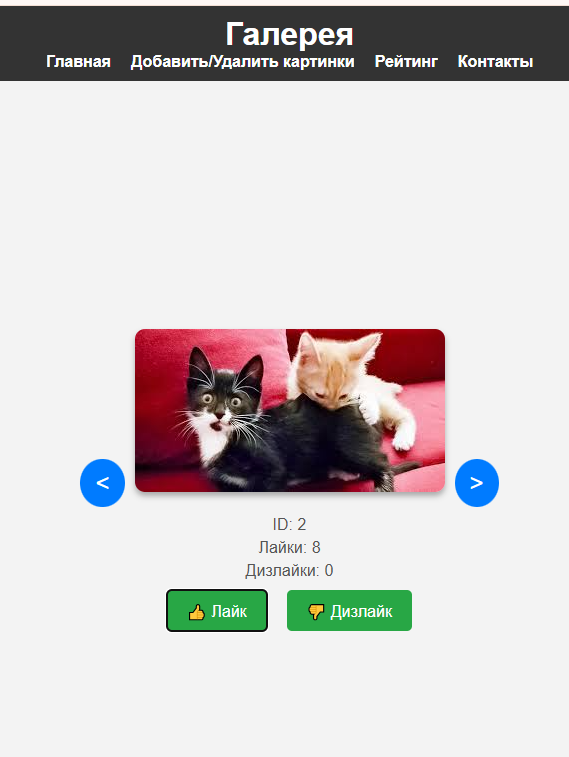 Галерея
Главная Добавить/Удалить картинки Рейтинг Контакты
< >
ID: 2
Лайки: 8
Дизлайки: 0
👍 Лайк 👎 Дизлайк